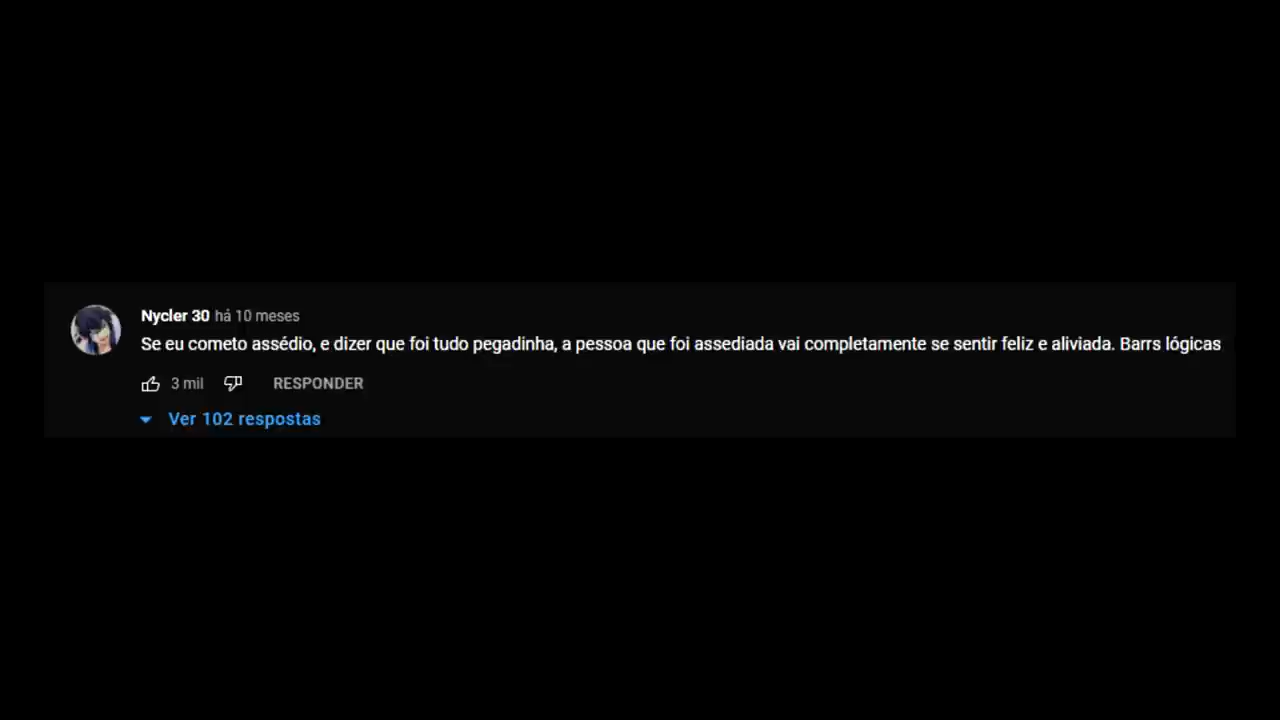 Nycler 30 há 10 meses
Se eu cometo assédio, e dizer que foi tudo pegadinha, a pessoa que foi assediada vai completamente se sentir feliz e aliviada. Barrs lógicas
3 mil RESPONDER
Ver 102 respostas